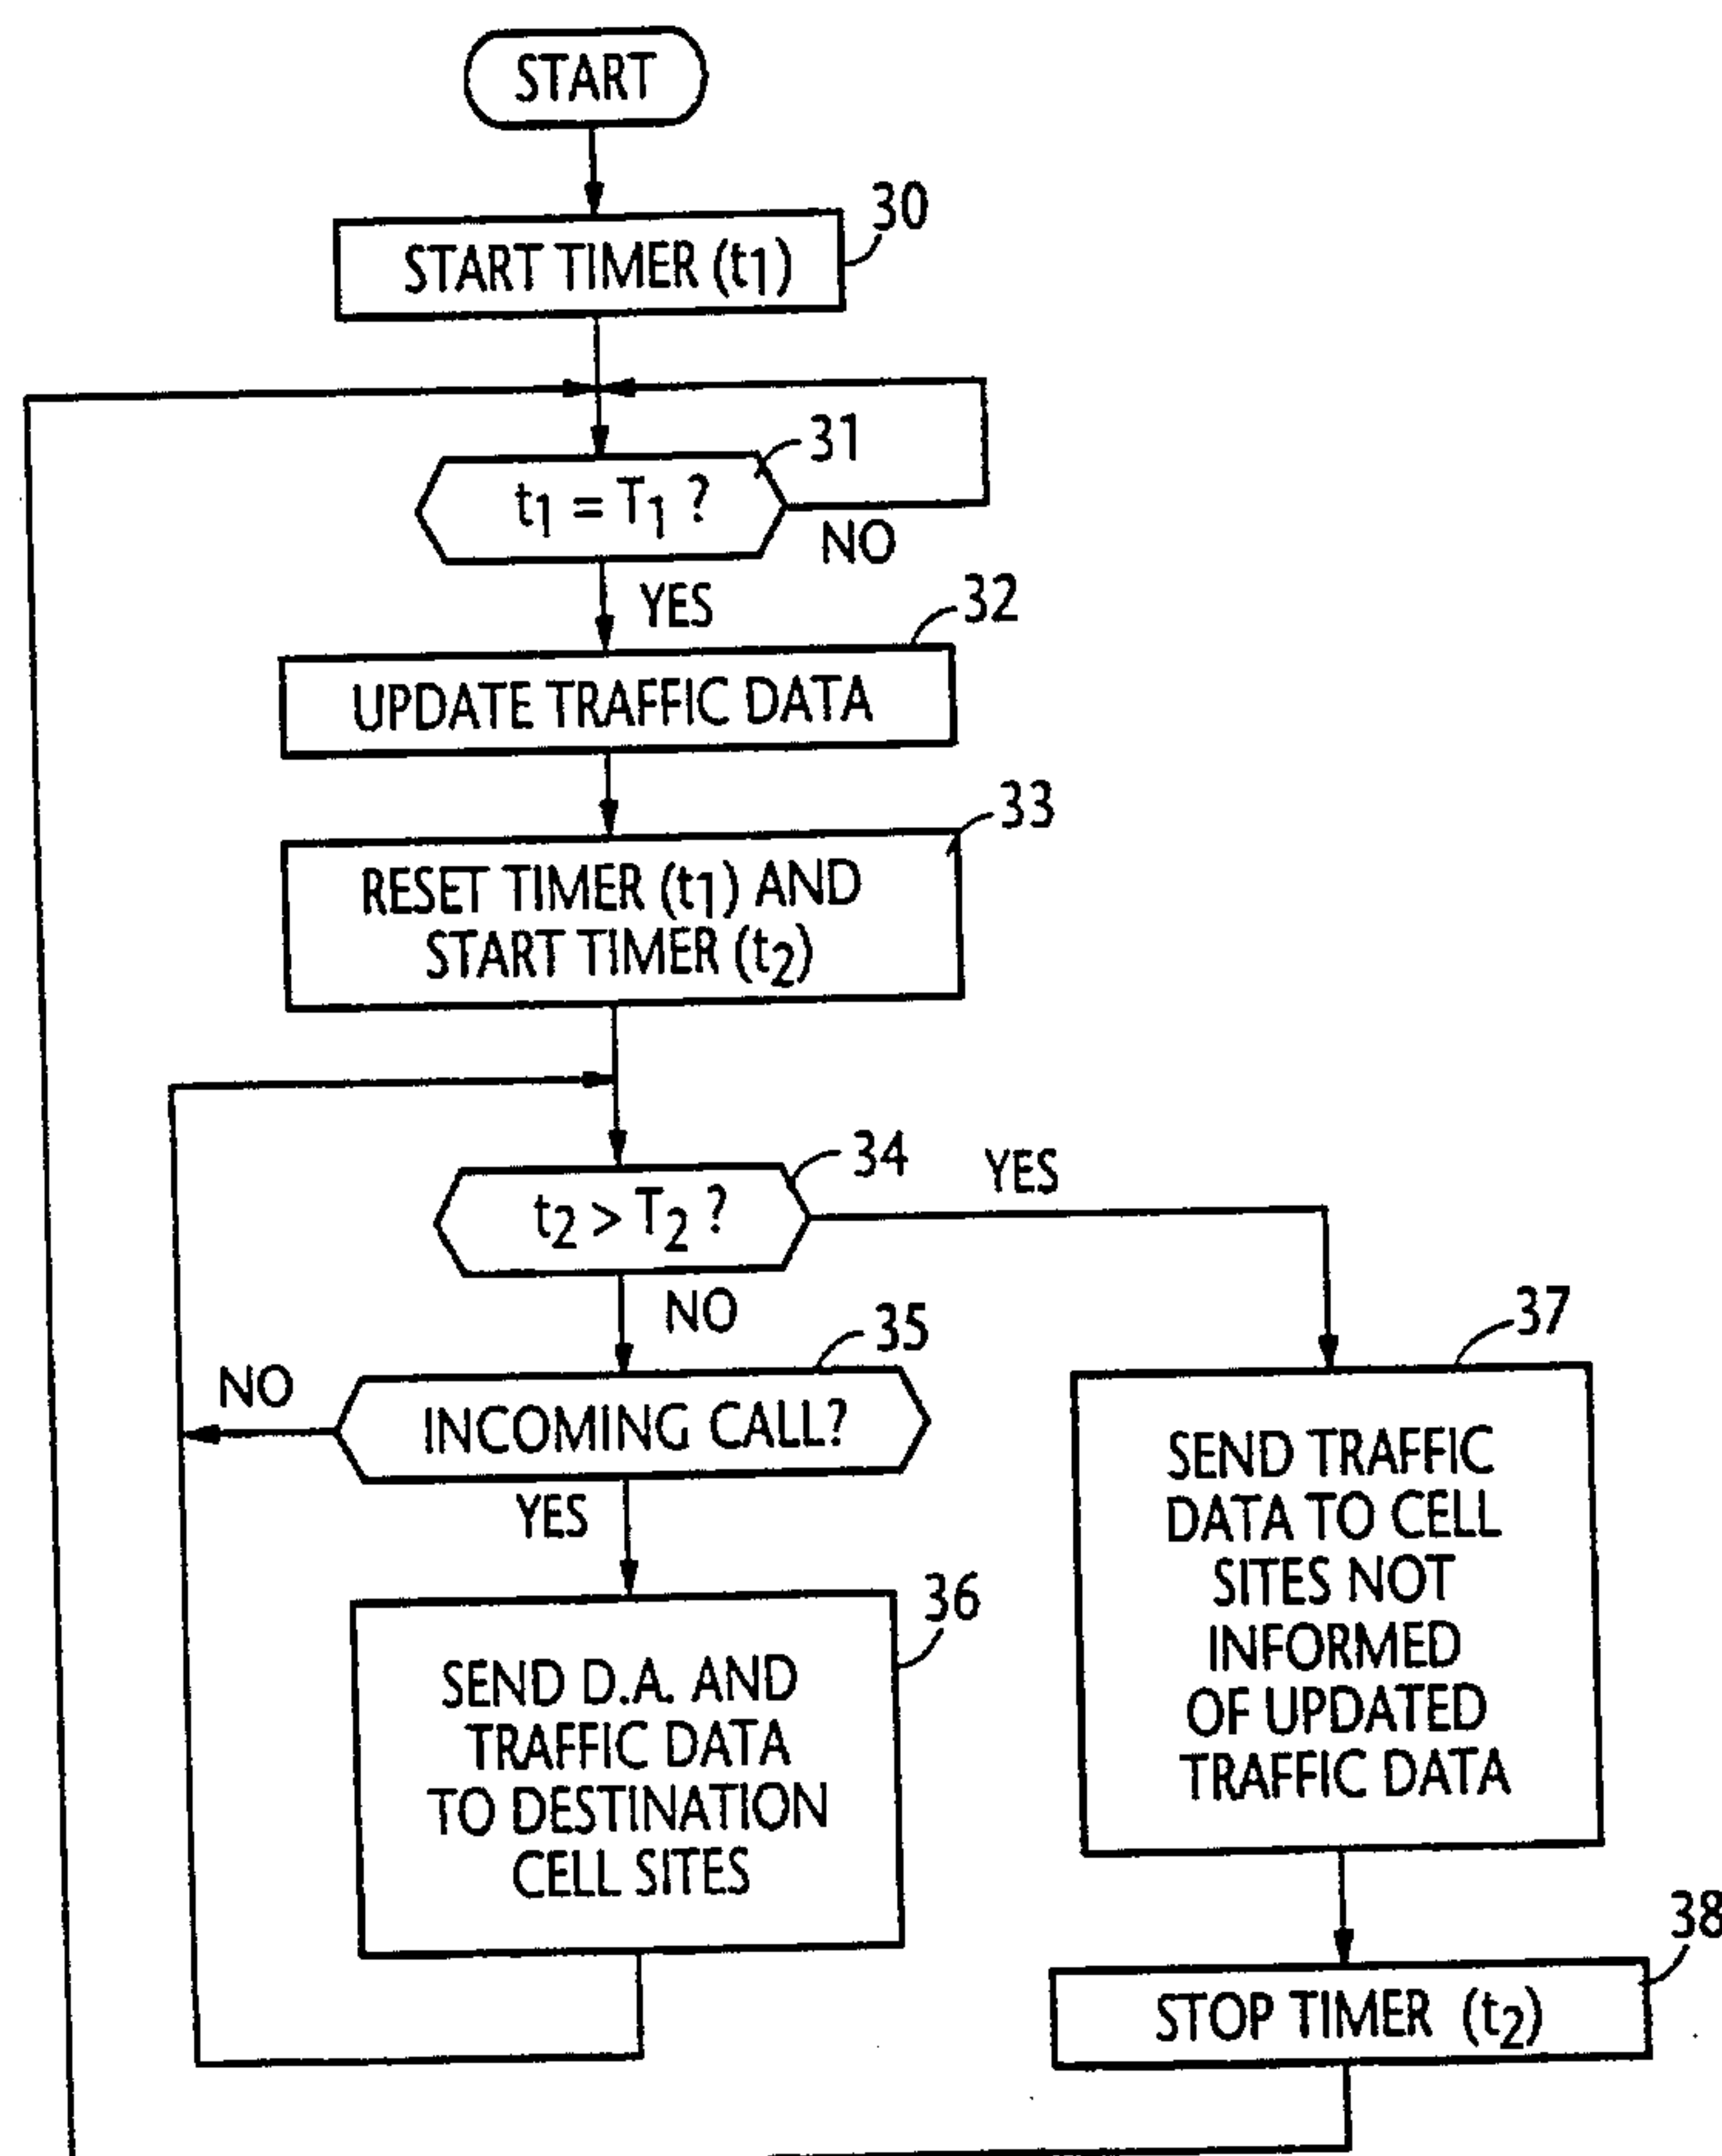 START
30
START TIMER (t1)
31
t1 = T1 ?
NO
YES
32
UPDATE TRAFFIC DATA
33
RESET TIMER (t1) AND
START TIMER (t2)
34
t2 > T2 ?
YES
NO
35
INCOMING CALL?
NO
YES
36
SEND D.A. AND
TRAFFIC DATA
TO DESTINATION
CELL SITES
37
SEND TRAFFIC
DATA TO CELL
SITES NOT
INFORMED
OF UPDATED
TRAFFIC DATA
38
STOP TIMER (t2)